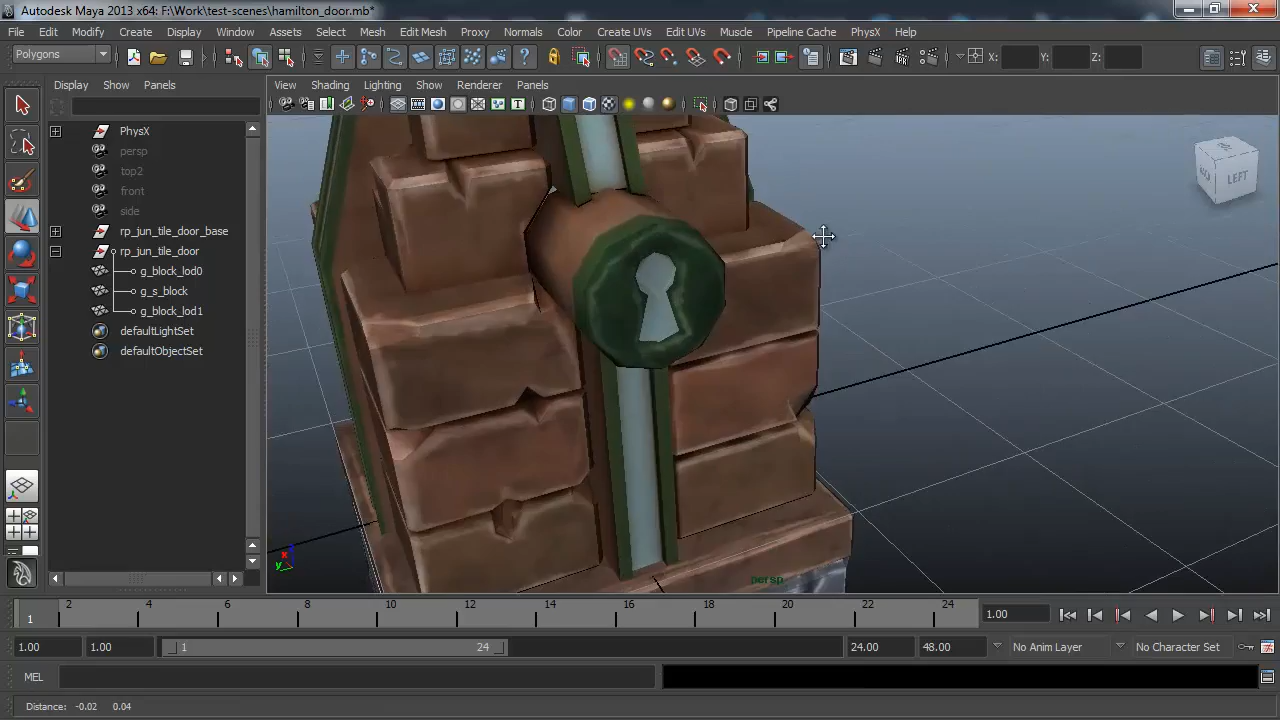 Autodesk Maya 2013 x64: F:\Work\test-scenes\hamilton_door.mb*
File Edit Modify Create Display Window Assets Select Mesh Edit Mesh Proxy Normals Color Create UVs Edit UVs Muscle Pipeline Cache PhysX Help
Polygons X: Y: Z:
Display Show Panels View Shading Lighting Show Renderer Panels
PhysX
persp
top2
front
side
rp_jun_tile_door_base
rp_jun_tile_door
g_block_lod0
g_s_block
g_block_lod1
defaultLightSet
defaultObjectSet
LEFT
x
y
persp
1 2 4 6 8 10 12 14 16 18 20 22 24 1.00
1.00 1.00 1 24 24.00 48.00 No Anim Layer No Character Set
MEL
Distance: -0.02 0.04